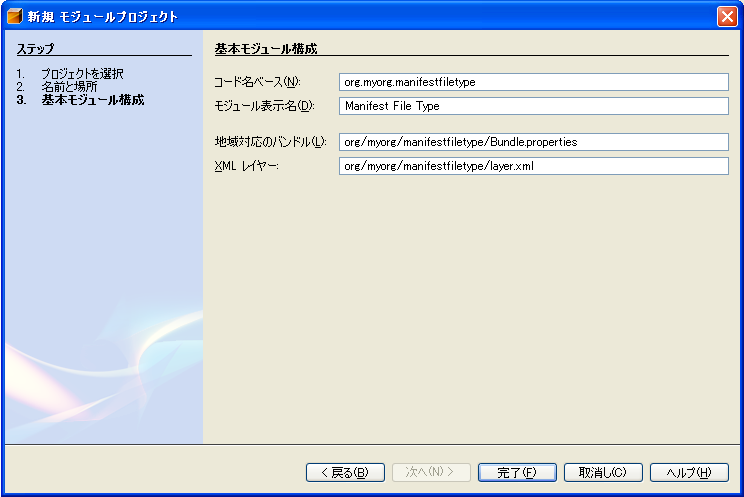 新規 モジュールプロジェクト
ステップ
1. プロジェクトを選択
2. 名前と場所
3. 基本モジュール構成
基本モジュール構成
コード名ベース(N): org.myorg.manifestfiletype
モジュール表示名(D): Manifest File Type
地域対応のバンドル(L): org/myorg/manifestfiletype/Bundle.properties
XML レイヤー: org/myorg/manifestfiletype/layer.xml
< 戻る(B) 次へ(N) > 完了(F) 取消し(C) ヘルプ(H)